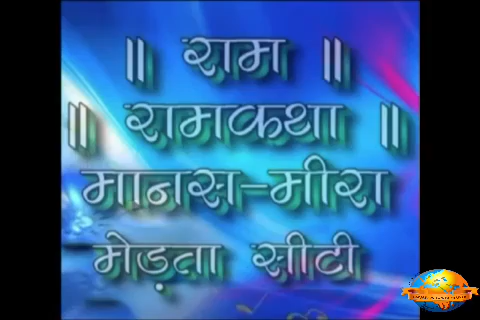 ॥ राम ॥
॥ रामकथा ॥
मानस-मीरा
मेड़ता सीटी